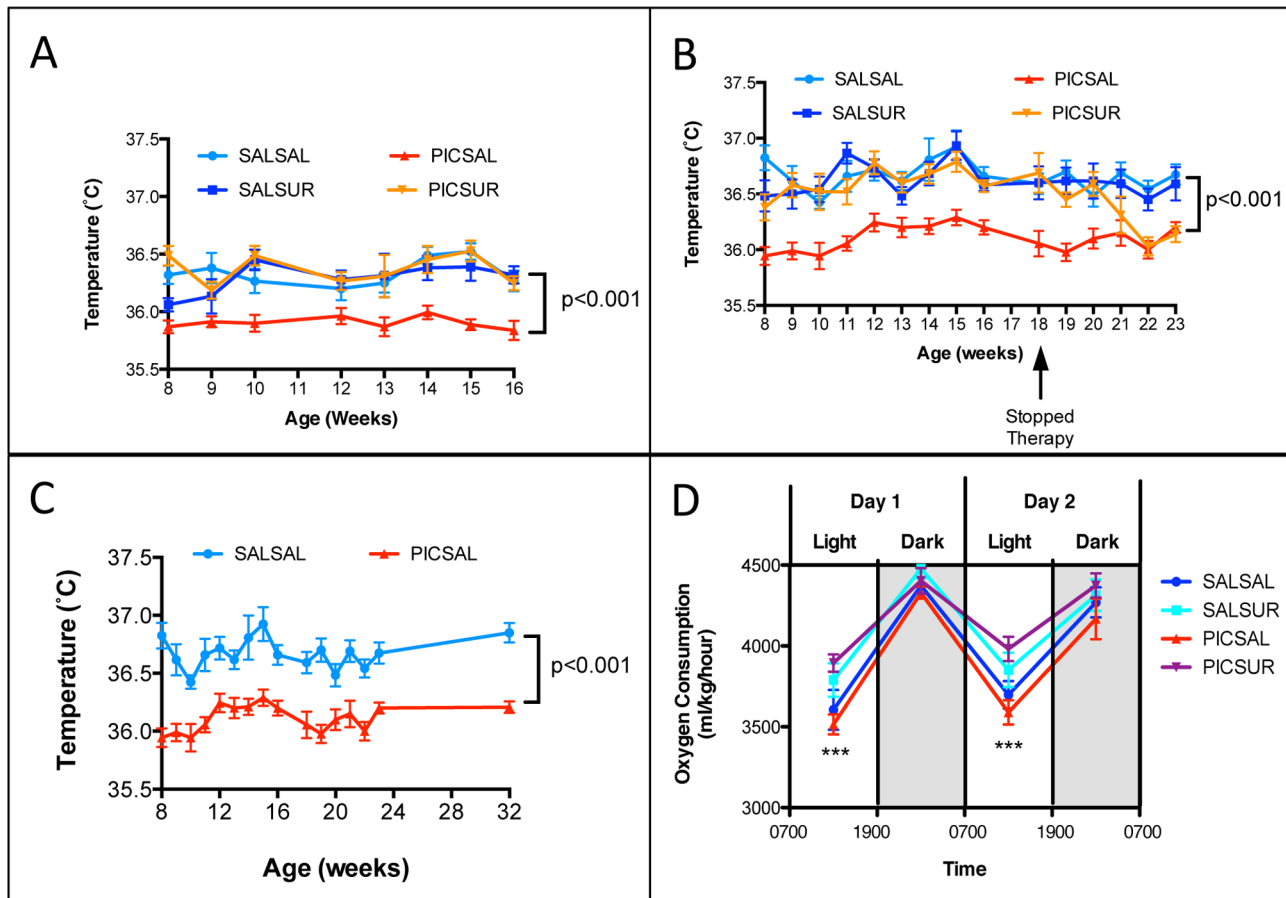 A
SALSAL PICSAL
SALSUR PICSUR
Temperature (˚C)
37.5
37.0
36.5
36.0
35.5
p<0.001
8 9 10 11 12 13 14 15 16
Age (Weeks)
B
SALSAL PICSAL
SALSUR PICSUR
Temperature (˚C)
37.5
37.0
36.5
36.0
35.5
p<0.001
8 9 10 11 12 13 14 15 16 17 18 19 20 21 22 23
Age (weeks)
Stopped
Therapy
C
SALSAL PICSAL
Temperature (˚C)
37.5
37.0
36.5
36.0
35.5
p<0.001
8 12 16 20 24 28 32
Age (weeks)
D
Day 1 Day 2
Light Dark Light Dark
Oxygen Consumption
(ml/kg/hour)
4500
4000
3500
3000
*** ***
SALSAL
SALSUR
PICSAL
PICSUR
0700 1900 0700 1900 0700
Time